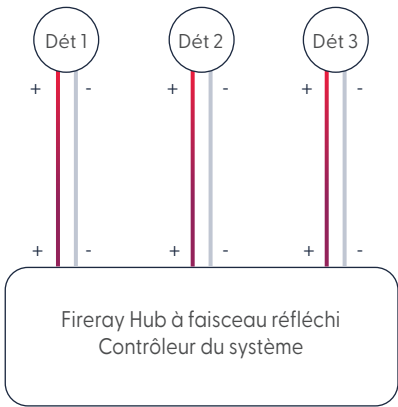 Dét 1 Dét 2 Dét 3
+ - + - + -
+ - + - + -
Fireray Hub à faisceau réfléchi
Contrôleur du système